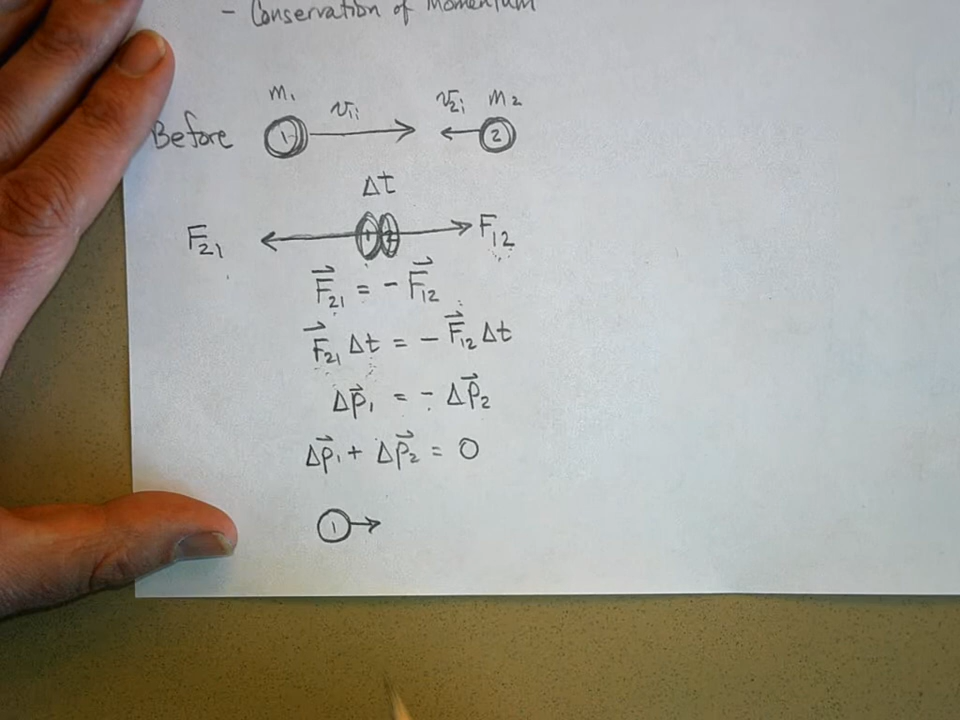 - Conservation of Momentum
m₁ v₁ᵢ v₂ᵢ m₂
Before 1 2
Δt
F₂₁ 1 2 F₁₂
F⃗₂₁ = - F⃗₁₂
F⃗₂₁ Δt = - F⃗₁₂ Δt
Δp⃗₁ = - Δp⃗₂
Δp⃗₁ + Δp⃗₂ = 0
1